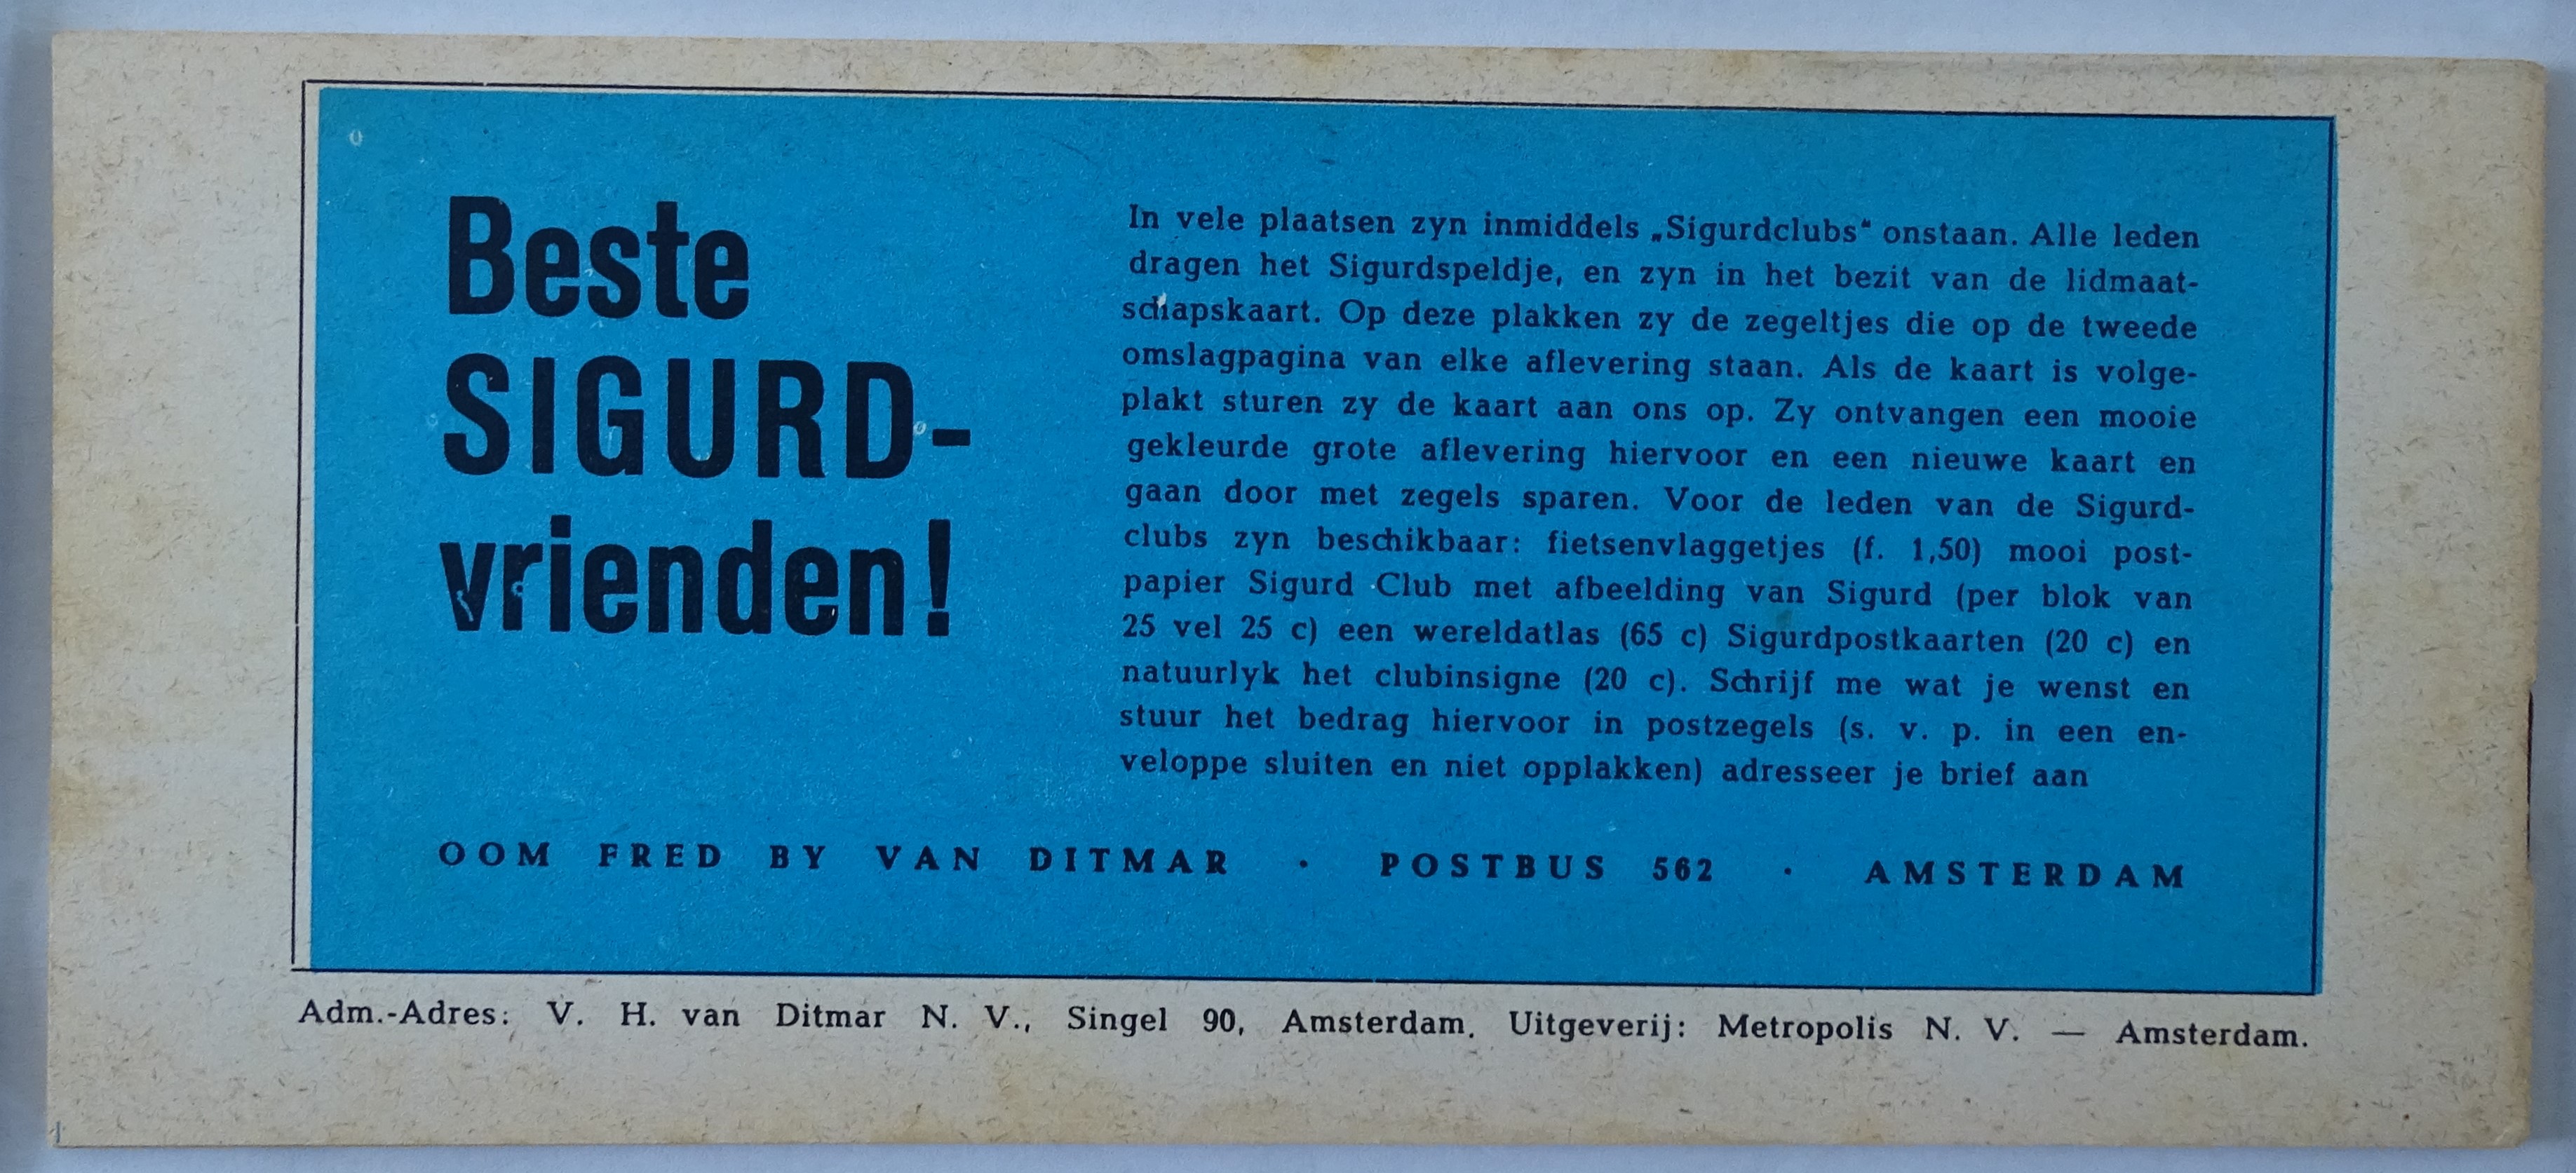 Beste
SIGURD-
vrienden!
In vele plaatsen zyn inmiddels „Sigurdclubs“ onstaan. Alle leden
dragen het Sigurdspeldje, en zyn in het bezit van de lidmaat-
schapskaart. Op deze plakken zy de zegeltjes die op de tweede
omslagpagina van elke aflevering staan. Als de kaart is volge-
plakt sturen zy de kaart aan ons op. Zy ontvangen een mooie
gekleurde grote aflevering hiervoor en een nieuwe kaart en
gaan door met zegels sparen. Voor de leden van de Sigurd-
clubs zyn beschikbaar: fietsenvlaggetjes (f. 1,50) mooi post-
papier Sigurd Club met afbeelding van Sigurd (per blok van
25 vel 25 c) een wereldatlas (65 c) Sigurdpostkaarten (20 c) en
natuurlyk het clubinsigne (20 c). Schrijf me wat je wenst en
stuur het bedrag hiervoor in postzegels (s. v. p. in een en-
veloppe sluiten en niet opplakken) adresseer je brief aan
OOM FRED BY VAN DITMAR · POSTBUS 562 · AMSTERDAM
Adm.-Adres: V. H. van Ditmar N. V., Singel 90, Amsterdam. Uitgeverij: Metropolis N. V. — Amsterdam.